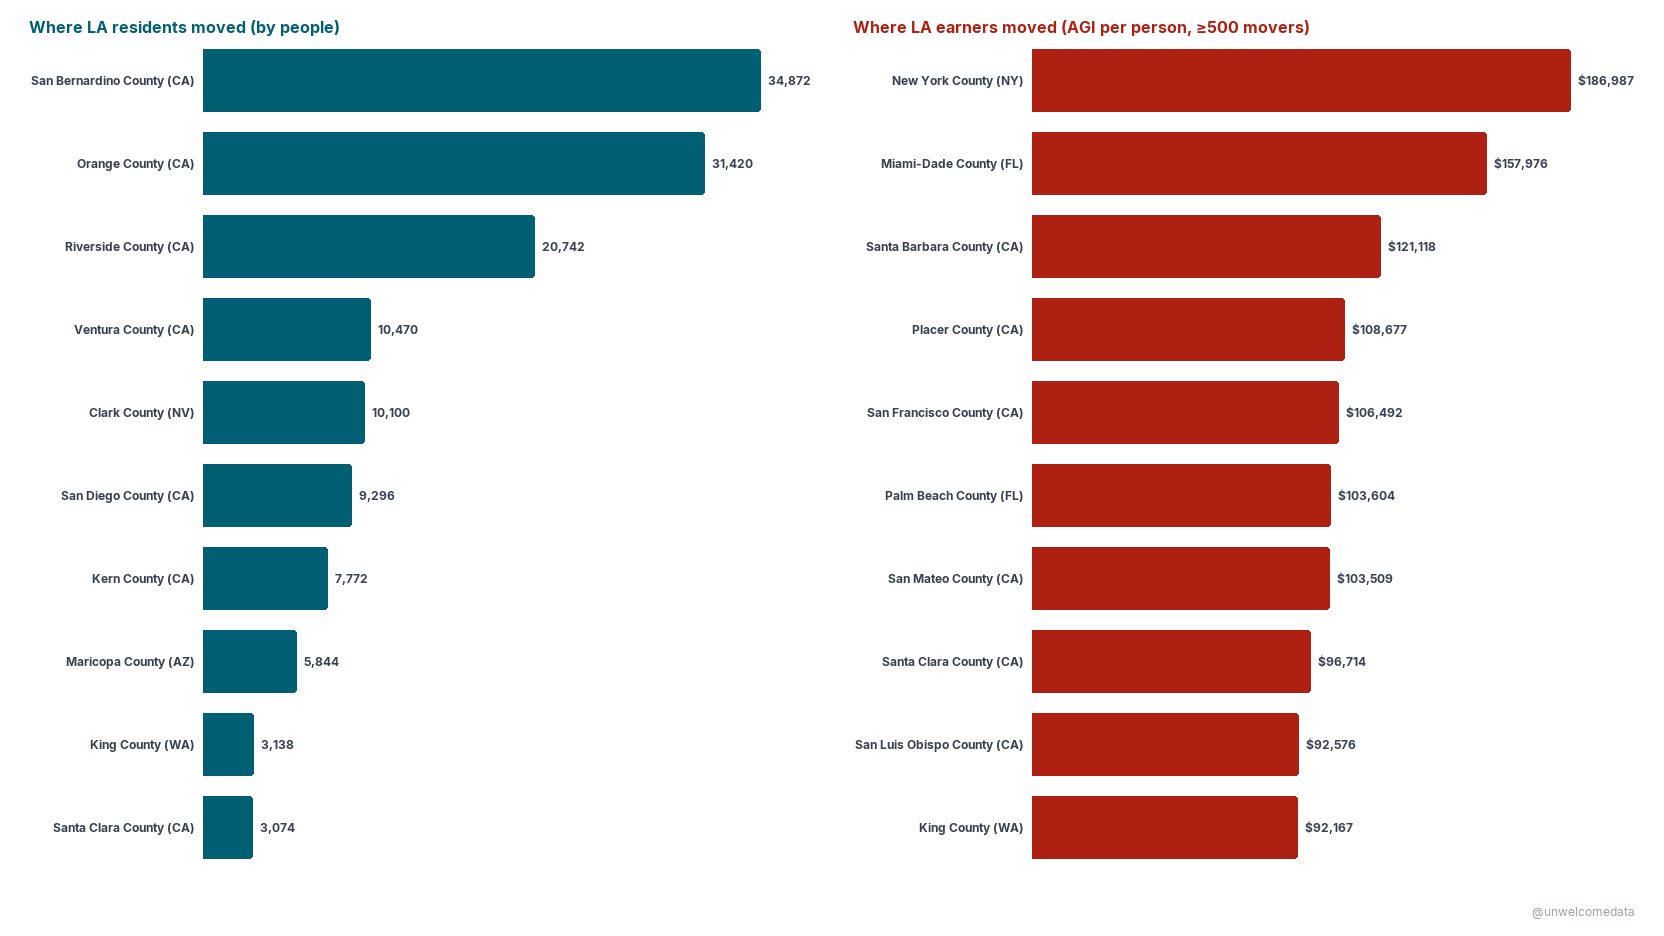 Where LA residents moved (by people)
San Bernardino County (CA) 34,872
Orange County (CA) 31,420
Riverside County (CA) 20,742
Ventura County (CA) 10,470
Clark County (NV) 10,100
San Diego County (CA) 9,296
Kern County (CA) 7,772
Maricopa County (AZ) 5,844
King County (WA) 3,138
Santa Clara County (CA) 3,074
Where LA earners moved (AGI per person, ≥500 movers)
New York County (NY) $186,987
Miami-Dade County (FL) $157,976
Santa Barbara County (CA) $121,118
Placer County (CA) $108,677
San Francisco County (CA) $106,492
Palm Beach County (FL) $103,604
San Mateo County (CA) $103,509
Santa Clara County (CA) $96,714
San Luis Obispo County (CA) $92,576
King County (WA) $92,167
@unwelcomedata